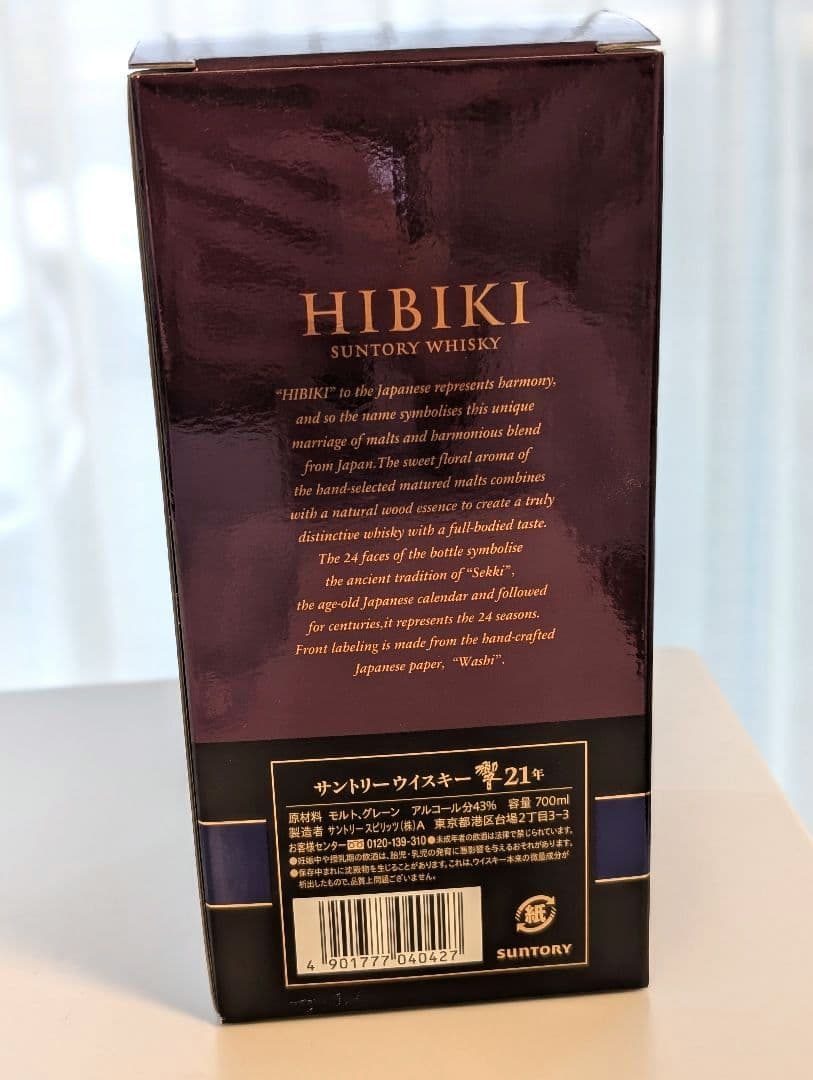 HIBIKI
SUNTORY WHISKY
“HIBIKI” to the Japanese represents harmony,
and so the name symbolises this unique
marriage of malts and harmonious blend
from Japan.The sweet floral aroma of
the hand-selected matured malts combines
with a natural wood essence to create a truly
distinctive whisky with a full-bodied taste.
The 24 faces of the bottle symbolise
the ancient tradition of “Sekki”,
the age-old Japanese calendar and followed
for centuries,it represents the 24 seasons.
Front labeling is made from the hand-crafted
Japanese paper, “Washi”.
サントリーウイスキー 響 21年
原材料 モルト、グレーン アルコール分43% 容量 700ml
製造者 サントリースピリッツ(株)A 東京都港区台場2丁目3-3
お客様センター 0120-139-310 ●未成年者の飲酒は法律で禁じられています。
●妊娠中や授乳期の飲酒は、胎児・乳児の発育に悪影響を与えるおそれがあります。
●保存中まれに沈殿物を生じることがあります。これは、ウイスキー本来の微量成分が
析出したもので、品質上問題ございません。
紙
SUNTORY
4 901777 040427